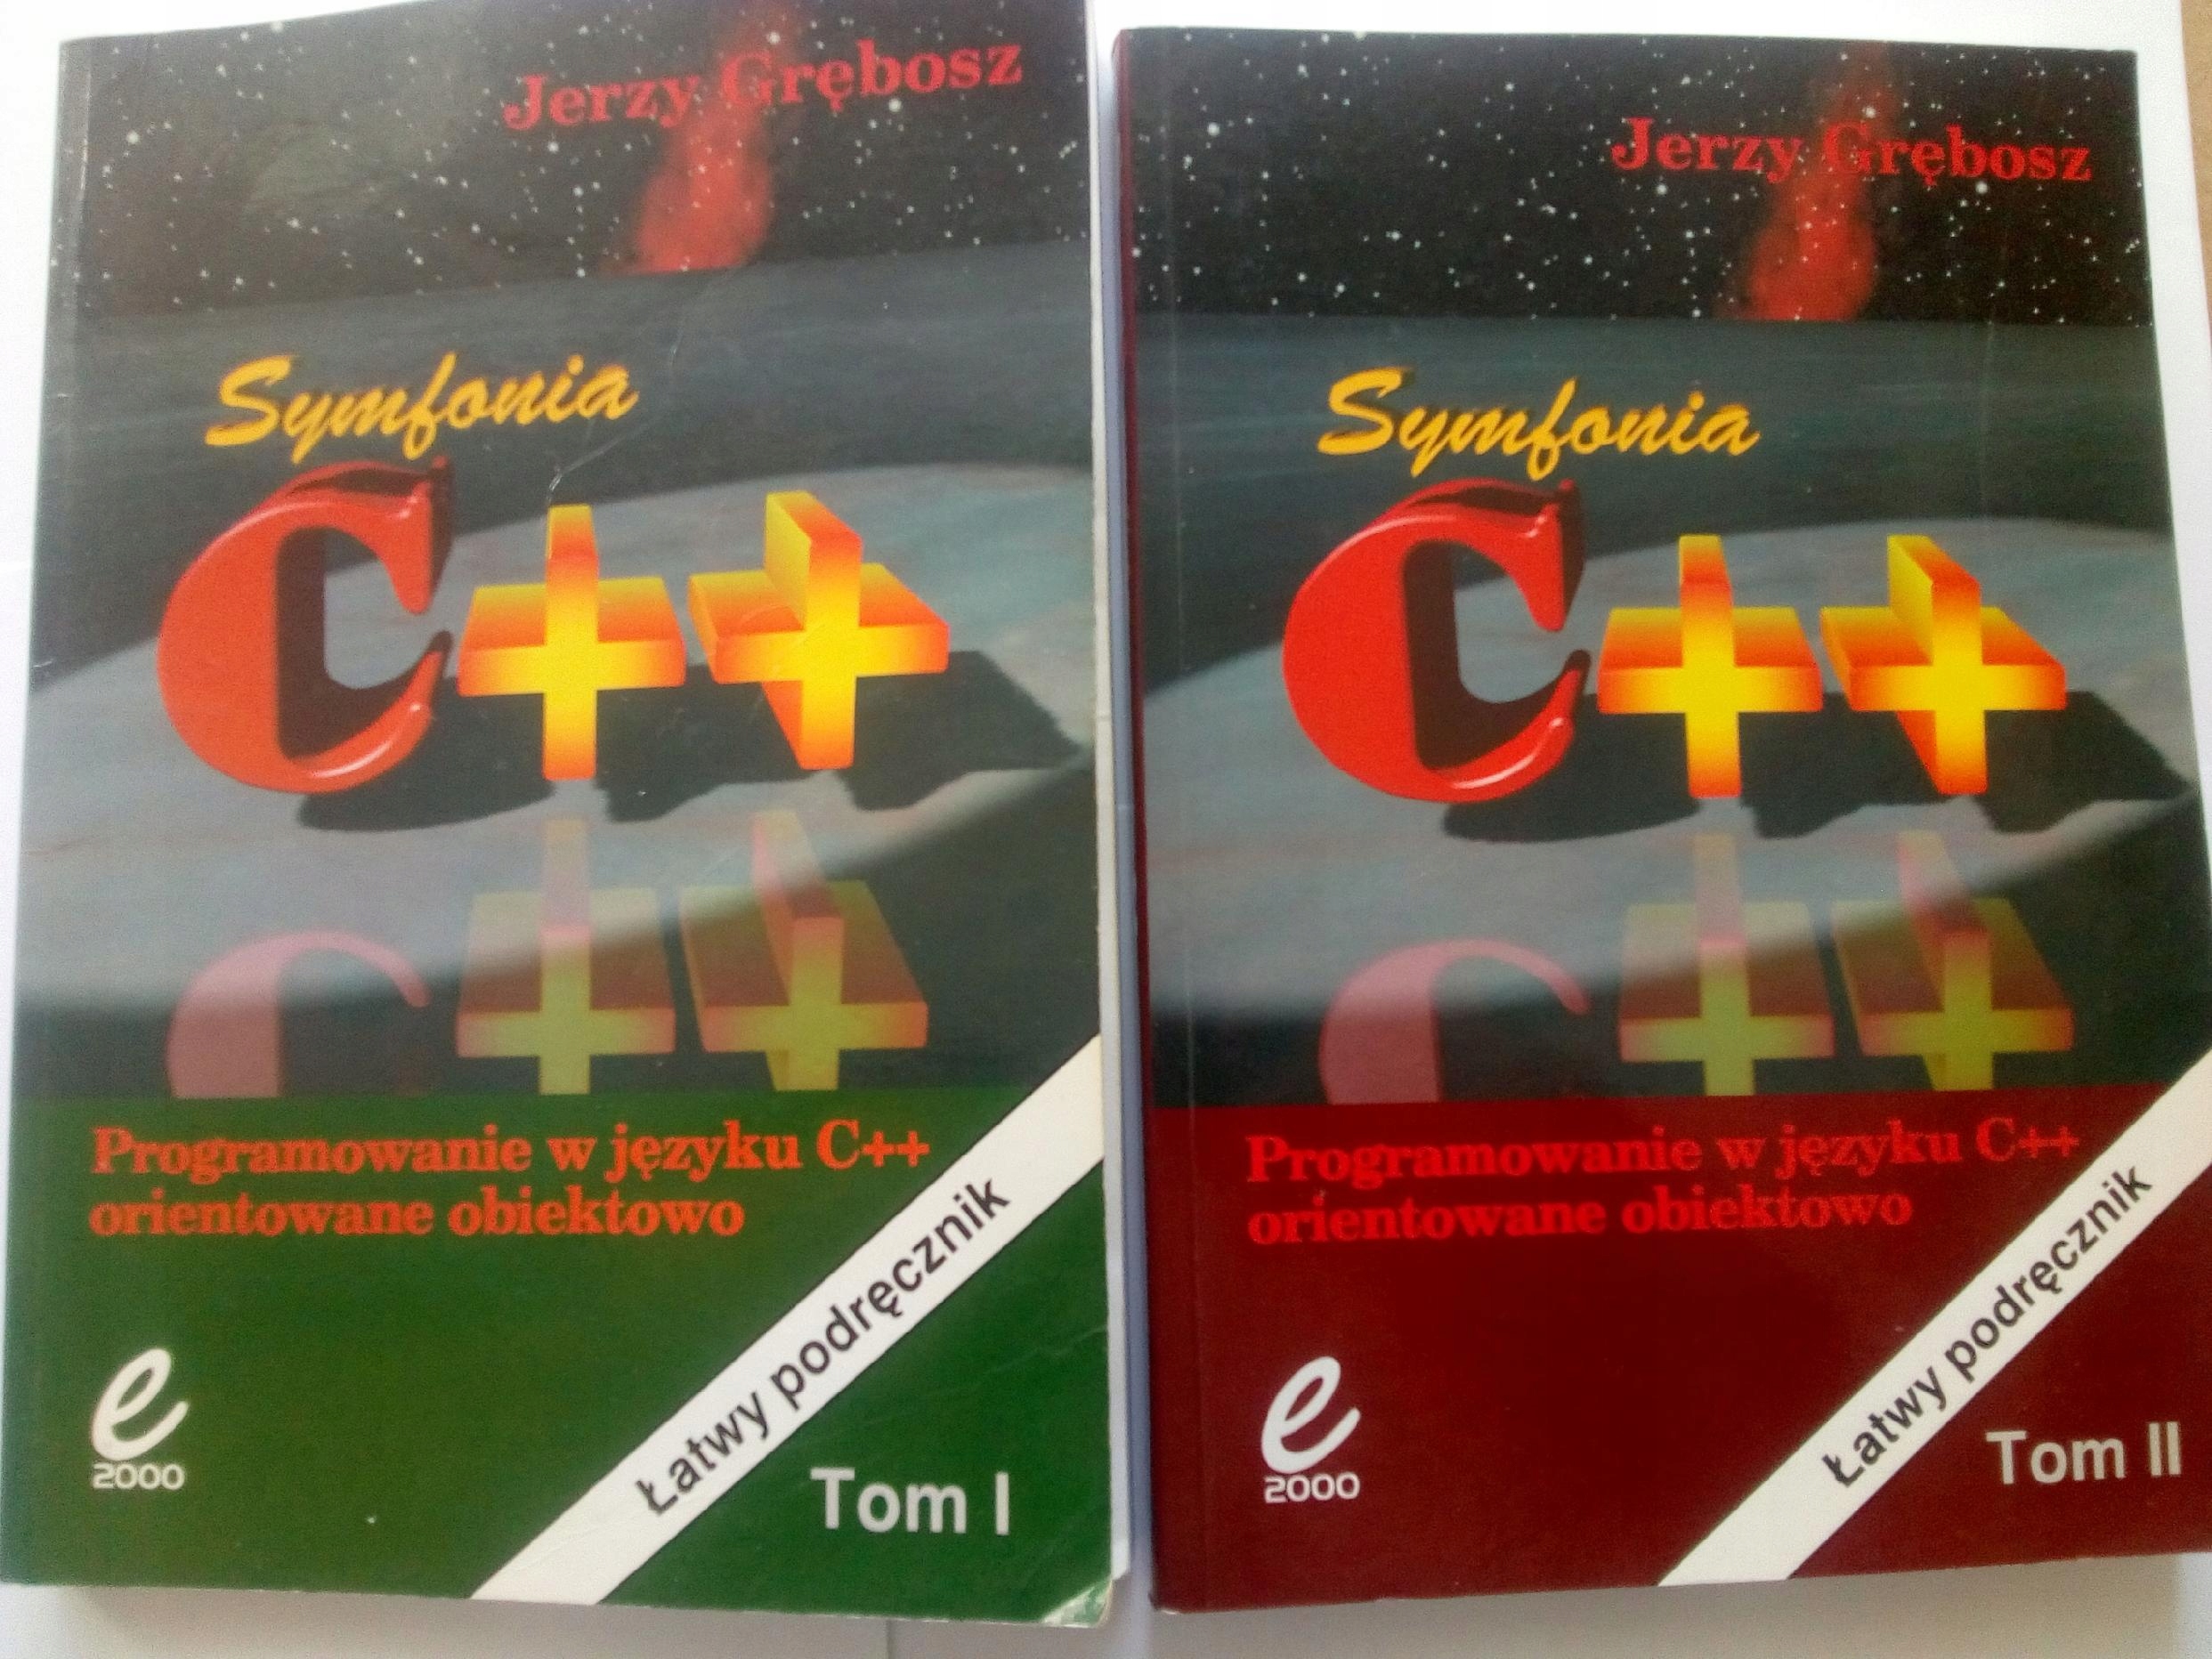 Jerzy Grębosz
Symfonia
C++
Programowanie w języku C++
orientowane obiektowo
Łatwy podręcznik
e
2000
Tom I
Jerzy Grębosz
Symfonia
C++
Programowanie w języku C++
orientowane obiektowo
Łatwy podręcznik
e
2000
Tom II